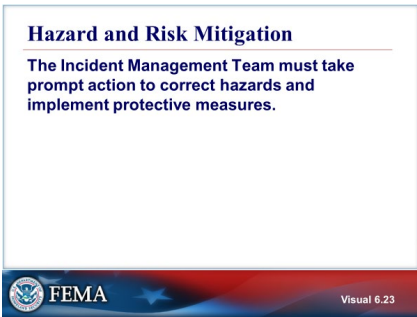 Hazard and Risk Mitigation
The Incident Management Team must take
prompt action to correct hazards and
implement protective measures.
FEMA
Visual 6.23